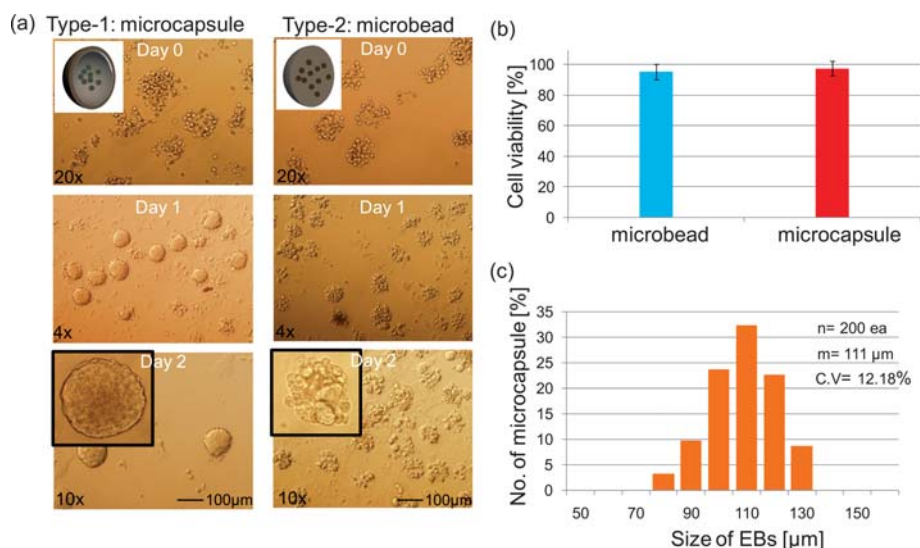 (a)
Type-1: microcapsule
Type-2: microbead
Day 0
20x
Day 0
20x
Day 1
4x
Day 1
4x
Day 2
10x
100μm
Day 2
10x
100μm
(b)
Cell viability [%]
120
100
80
60
40
20
0
microbead
microcapsule
(c)
No. of microcapsule [%]
35
30
25
20
15
10
5
0
n= 200 ea
m= 111 μm
C.V= 12.18%
50 70 90 110 130 150
Size of EBs [μm]